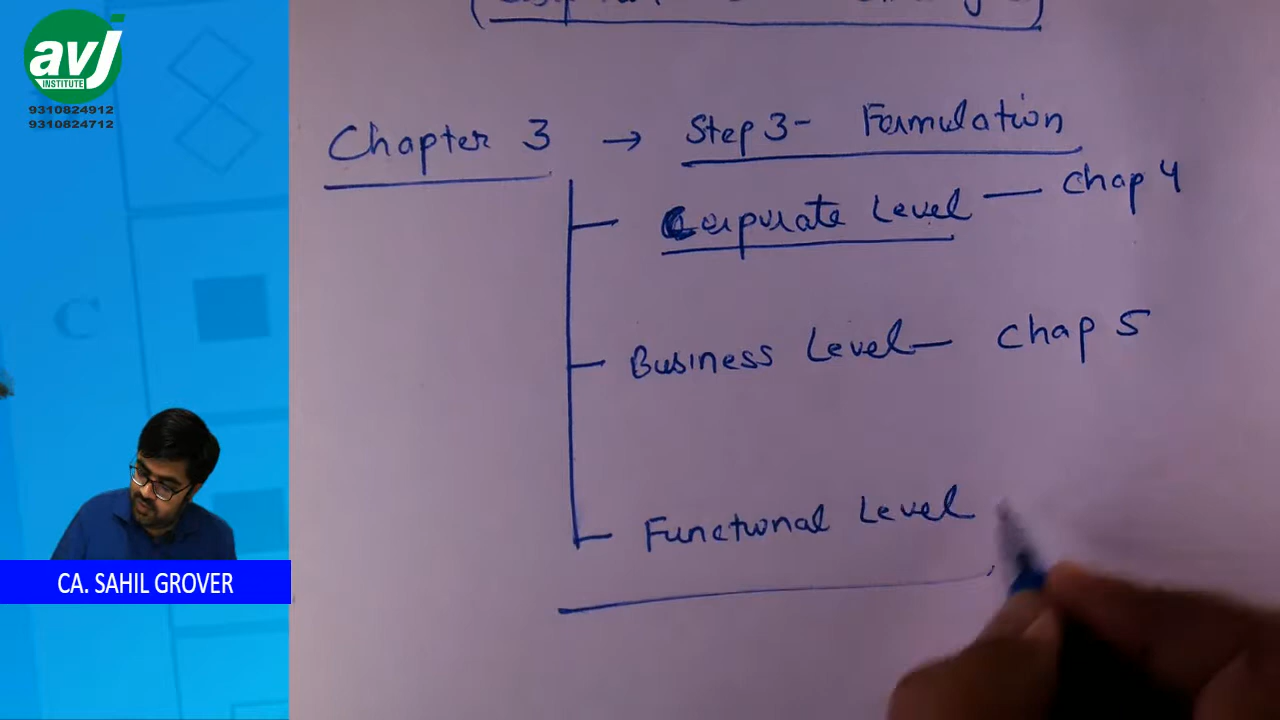 avj
INSTITUTE
9310824912
9310824712
Chapter 3 → Step 3- Formulation
Corporate Level — Chap 4
Business Level — Chap 5
Functional Level
C
CA. SAHIL GROVER